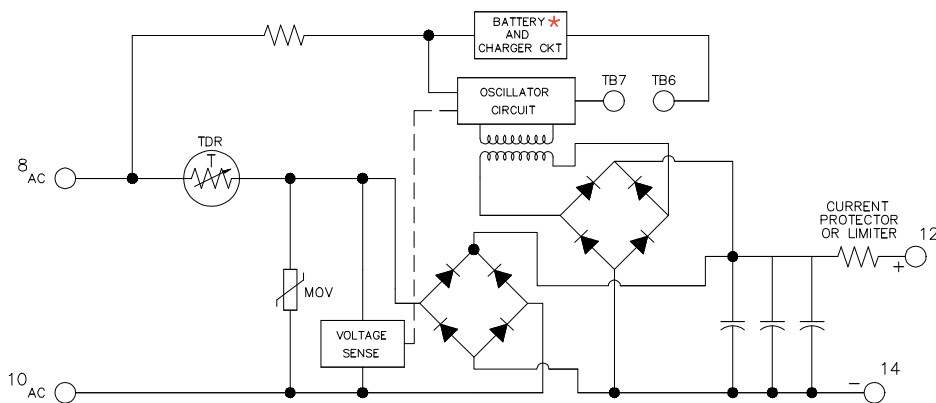 BATTERY *
AND
CHARGER CKT
TB7
TB6
OSCILLATOR
CIRCUIT
TDR
T
8
AC
CURRENT
PROTECTOR
OR LIMITER
12
+
MOV
VOLTAGE
SENSE
10
AC
-
14